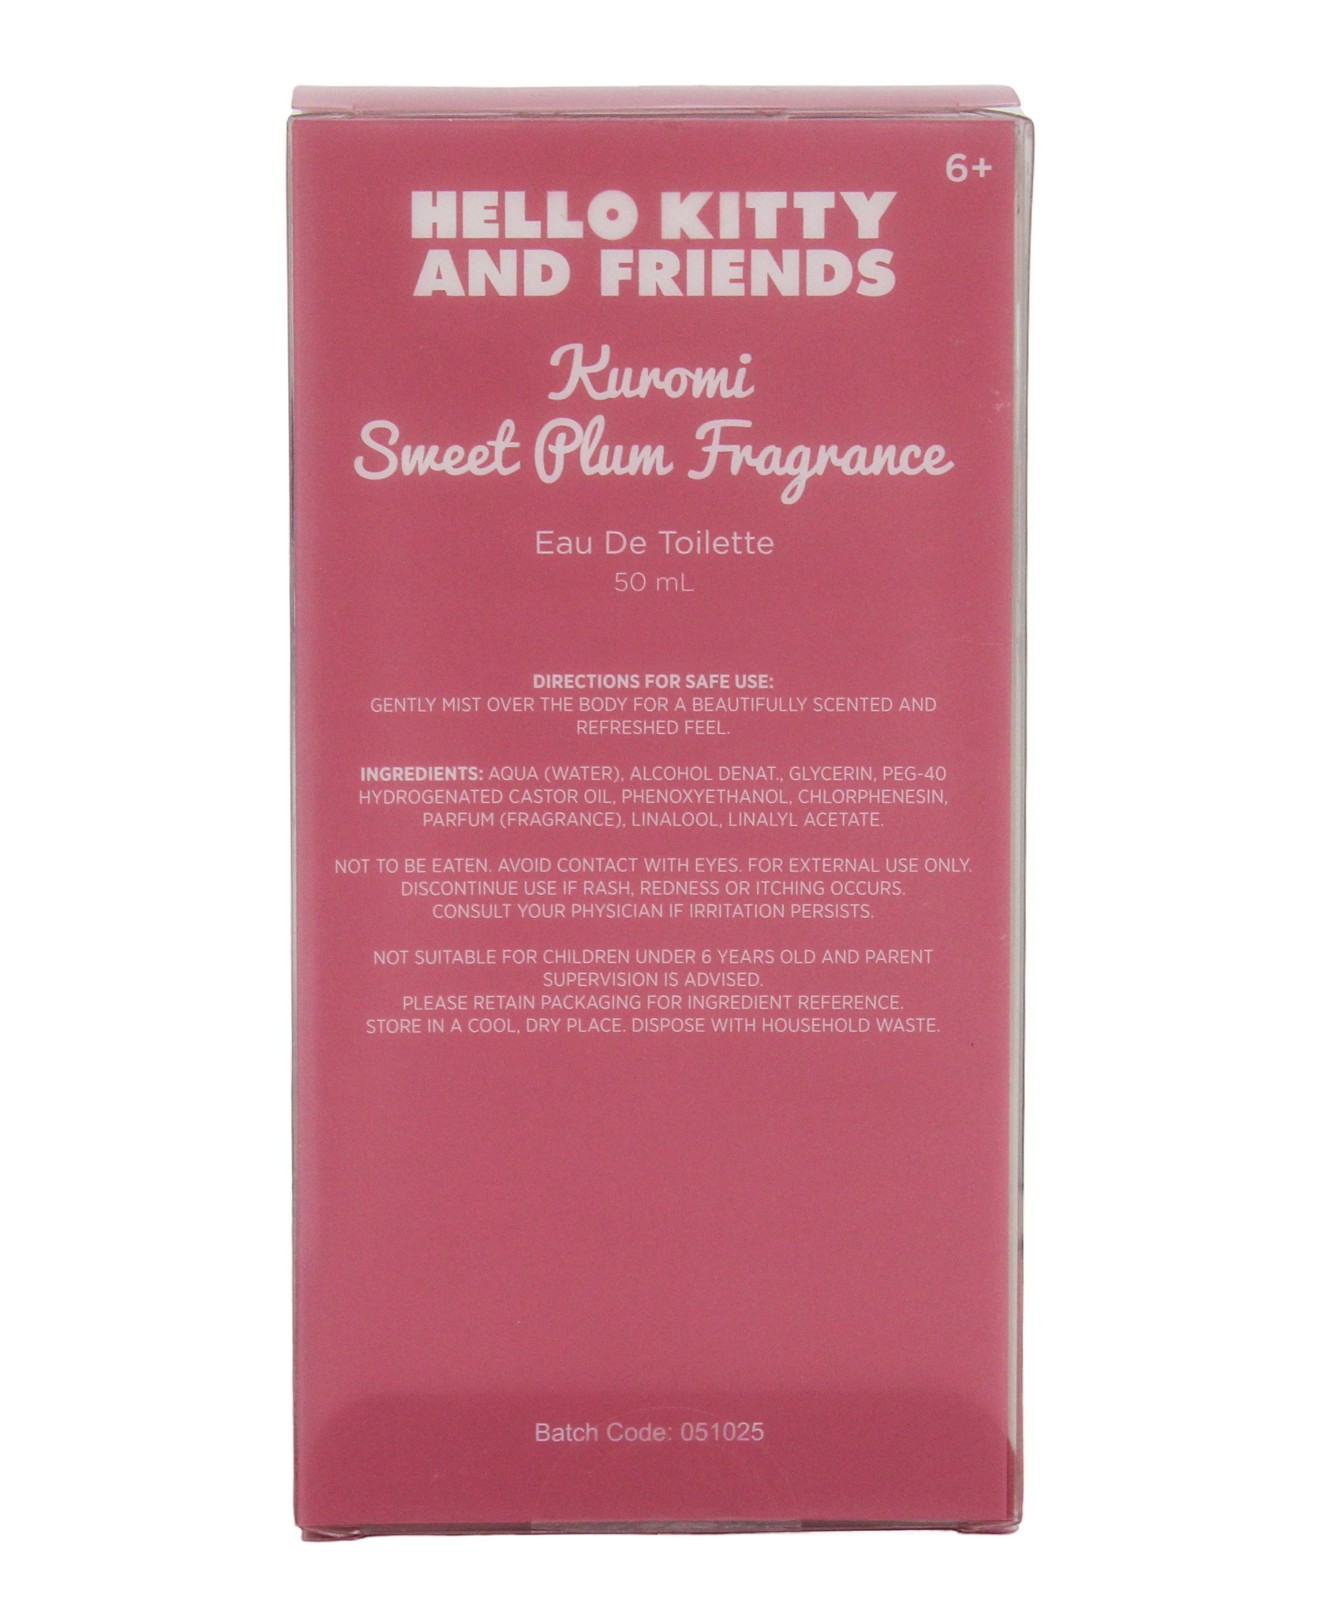 6+
HELLO KITTY
AND FRIENDS
Kuromi
Sweet Plum Fragrance
Eau De Toilette
50 mL
DIRECTIONS FOR SAFE USE:
GENTLY MIST OVER THE BODY FOR A BEAUTIFULLY SCENTED AND
REFRESHED FEEL.
INGREDIENTS: AQUA (WATER), ALCOHOL DENAT., GLYCERIN, PEG-40
HYDROGENATED CASTOR OIL, PHENOXYETHANOL, CHLORPHENESIN,
PARFUM (FRAGRANCE), LINALOOL, LINALYL ACETATE.
NOT TO BE EATEN. AVOID CONTACT WITH EYES. FOR EXTERNAL USE ONLY.
DISCONTINUE USE IF RASH, REDNESS OR ITCHING OCCURS.
CONSULT YOUR PHYSICIAN IF IRRITATION PERSISTS.
NOT SUITABLE FOR CHILDREN UNDER 6 YEARS OLD AND PARENT
SUPERVISION IS ADVISED.
PLEASE RETAIN PACKAGING FOR INGREDIENT REFERENCE.
STORE IN A COOL, DRY PLACE. DISPOSE WITH HOUSEHOLD WASTE.
Batch Code: 051025